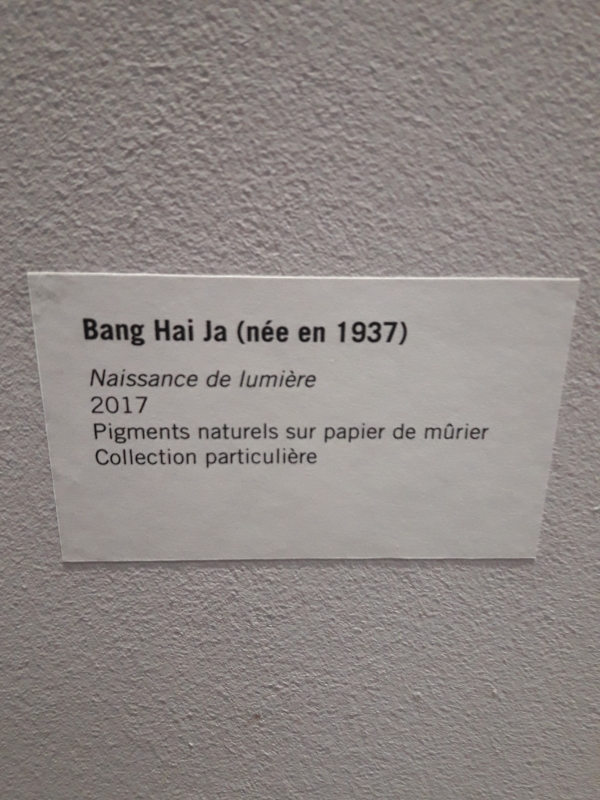 Bang Hai Ja (née en 1937)
Naissance de lumière
2017
Pigments naturels sur papier de mûrier
Collection particulière